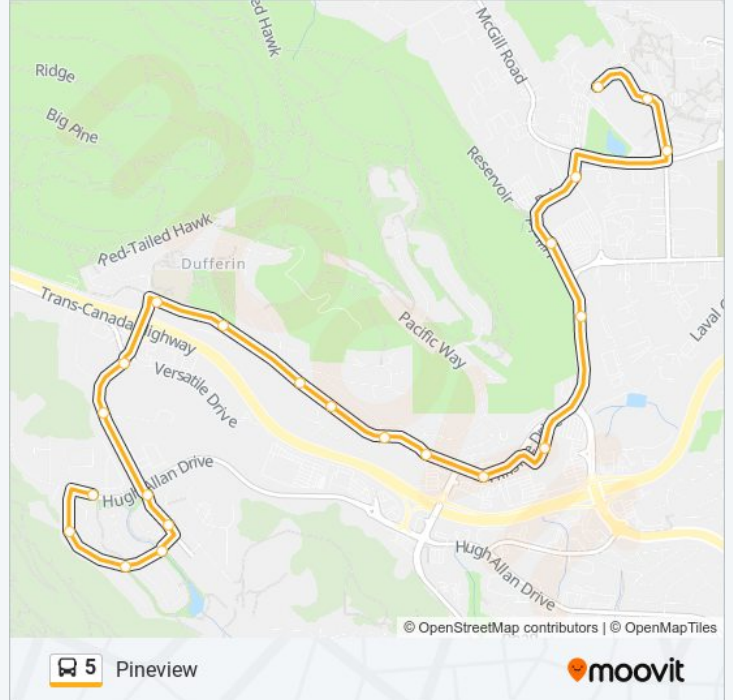 ed Hawk
McGill Road
Ridge
Big Pine
Reservoir
Red-Tailed Hawk
Dufferin
Trans-Canada Highway
Pacific Way
Laval
Versatile Drive
Hugh Allan Drive
Hugh Allan Drive
© OpenStreetMap contributors | © OpenMapTiles
5 Pineview
moovit